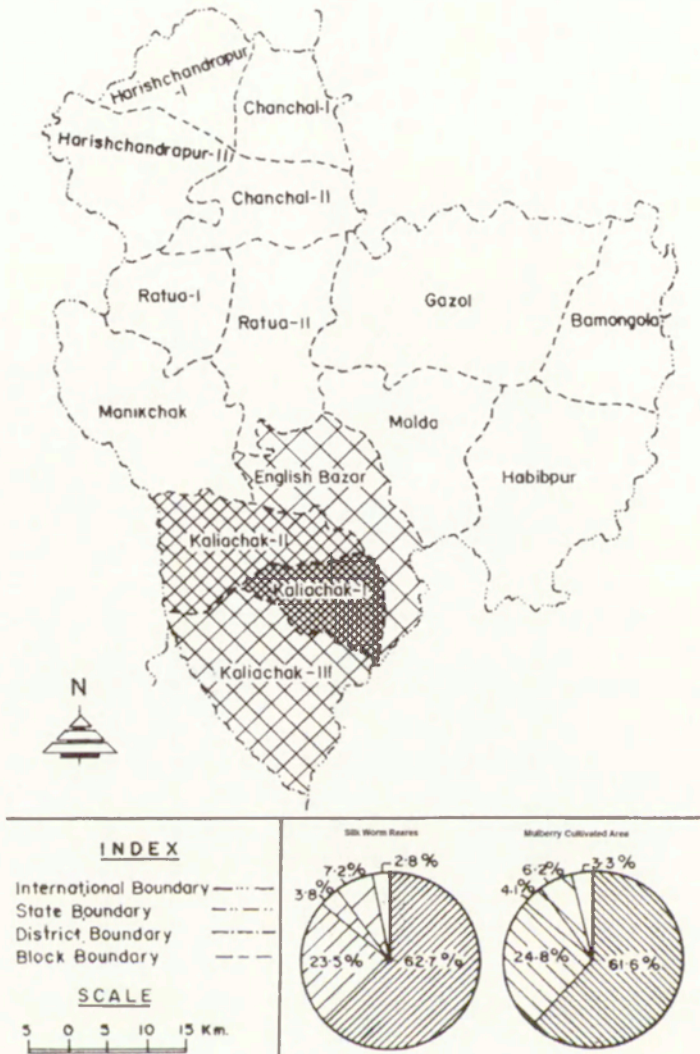 Harishchandrapur
-I
Chanchal-I
Harishchandrapur-II
Chanchal-II
Ratua-I
Ratua-II
Gazol
Bamongola
Manikchak
Malda
English Bazar
Habibpur
Kaliachak-II
Kaliachak-I
Kaliachak-III
N
INDEX
International Boundary
State Boundary
District Boundary
Block Boundary
SCALE
5 0 5 10 15 Km.
Silk Worm Reares
7·2% 2·8%
3·8%
23·5% 62·7%
Mulberry Cultivated Area
6·2% 3·3%
4·1%
24·8% 61·6%